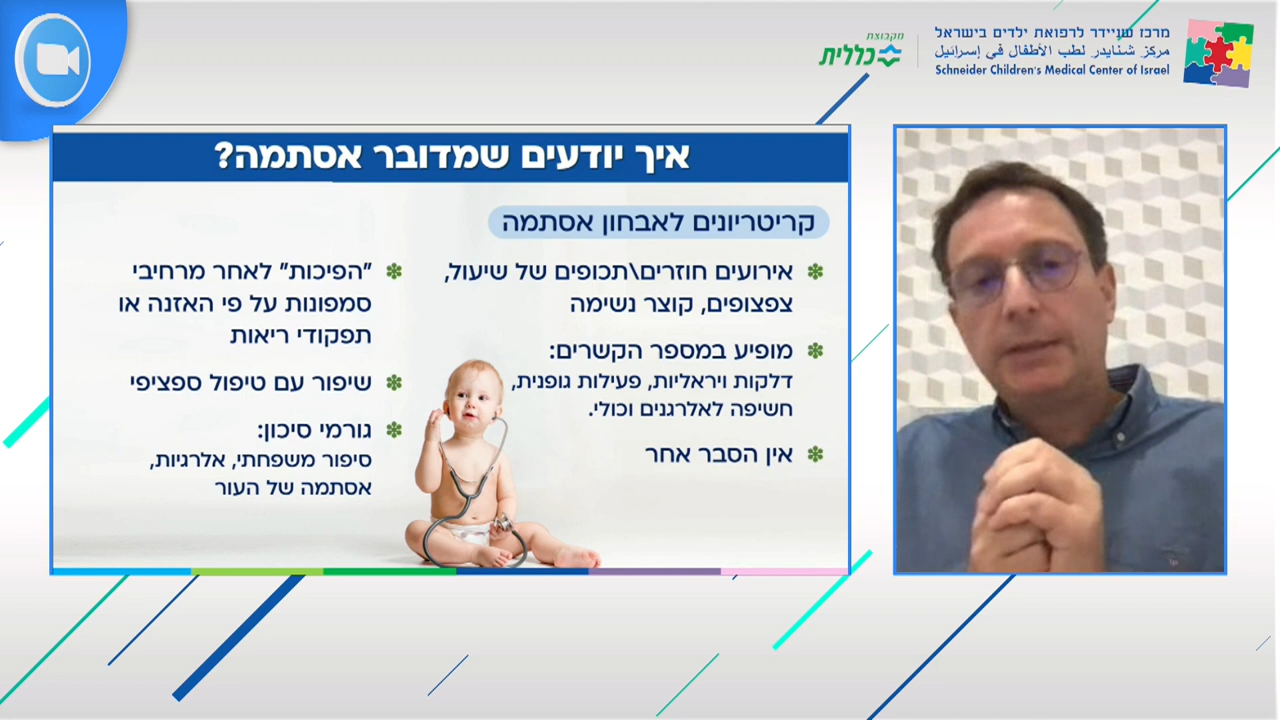 מקבוצת
כללית
מרכז שניידר לרפואת ילדים בישראל
مركز شنايدر لطب الأطفال في إسرائيل
Schneider Children's Medical Center of Israel
איך יודעים שמדובר אסתמה?
קריטריונים לאבחון אסתמה
אירועים חוזרים\תכופים של שיעול,
צפצופים, קוצר נשימה
מופיע במספר הקשרים:
דלקות ויראליות, פעילות גופנית,
חשיפה לאלרגנים וכולי.
אין הסבר אחר
"הפיכות" לאחר מרחיבי
סמפונות על פי האזנה או
תפקודי ריאות
שיפור עם טיפול ספציפי
גורמי סיכון:
סיפור משפחתי, אלרגיות,
אסתמה של העור